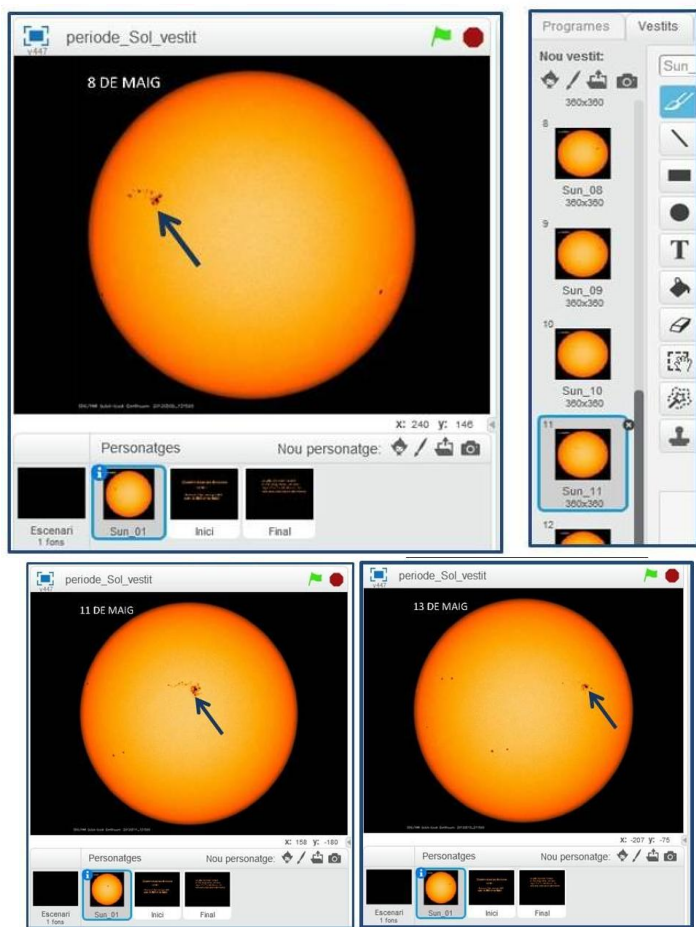 periode_Sol_vestit
v447
8 DE MAIG
x: 240 y: 146
Personatges
Nou personatge:
Escenari
1 fons
Sun_01
Inici
Final
Programes
Vestits
Nou vestit:
Sun_
360x360
8
Sun_08
360x360
9
Sun_09
360x360
10
Sun_10
360x360
11
Sun_11
360x360
12
T
periode_Sol_vestit
v447
11 DE MAIG
x: 158 y: -180
Personatges
Nou personatge:
Escenari
1 fons
Sun_01
Inici
Final
periode_Sol_vestit
v447
13 DE MAIG
x: -207 y: -75
Personatges
Nou personatge:
Escenari
1 fons
Sun_01
Inici
Final